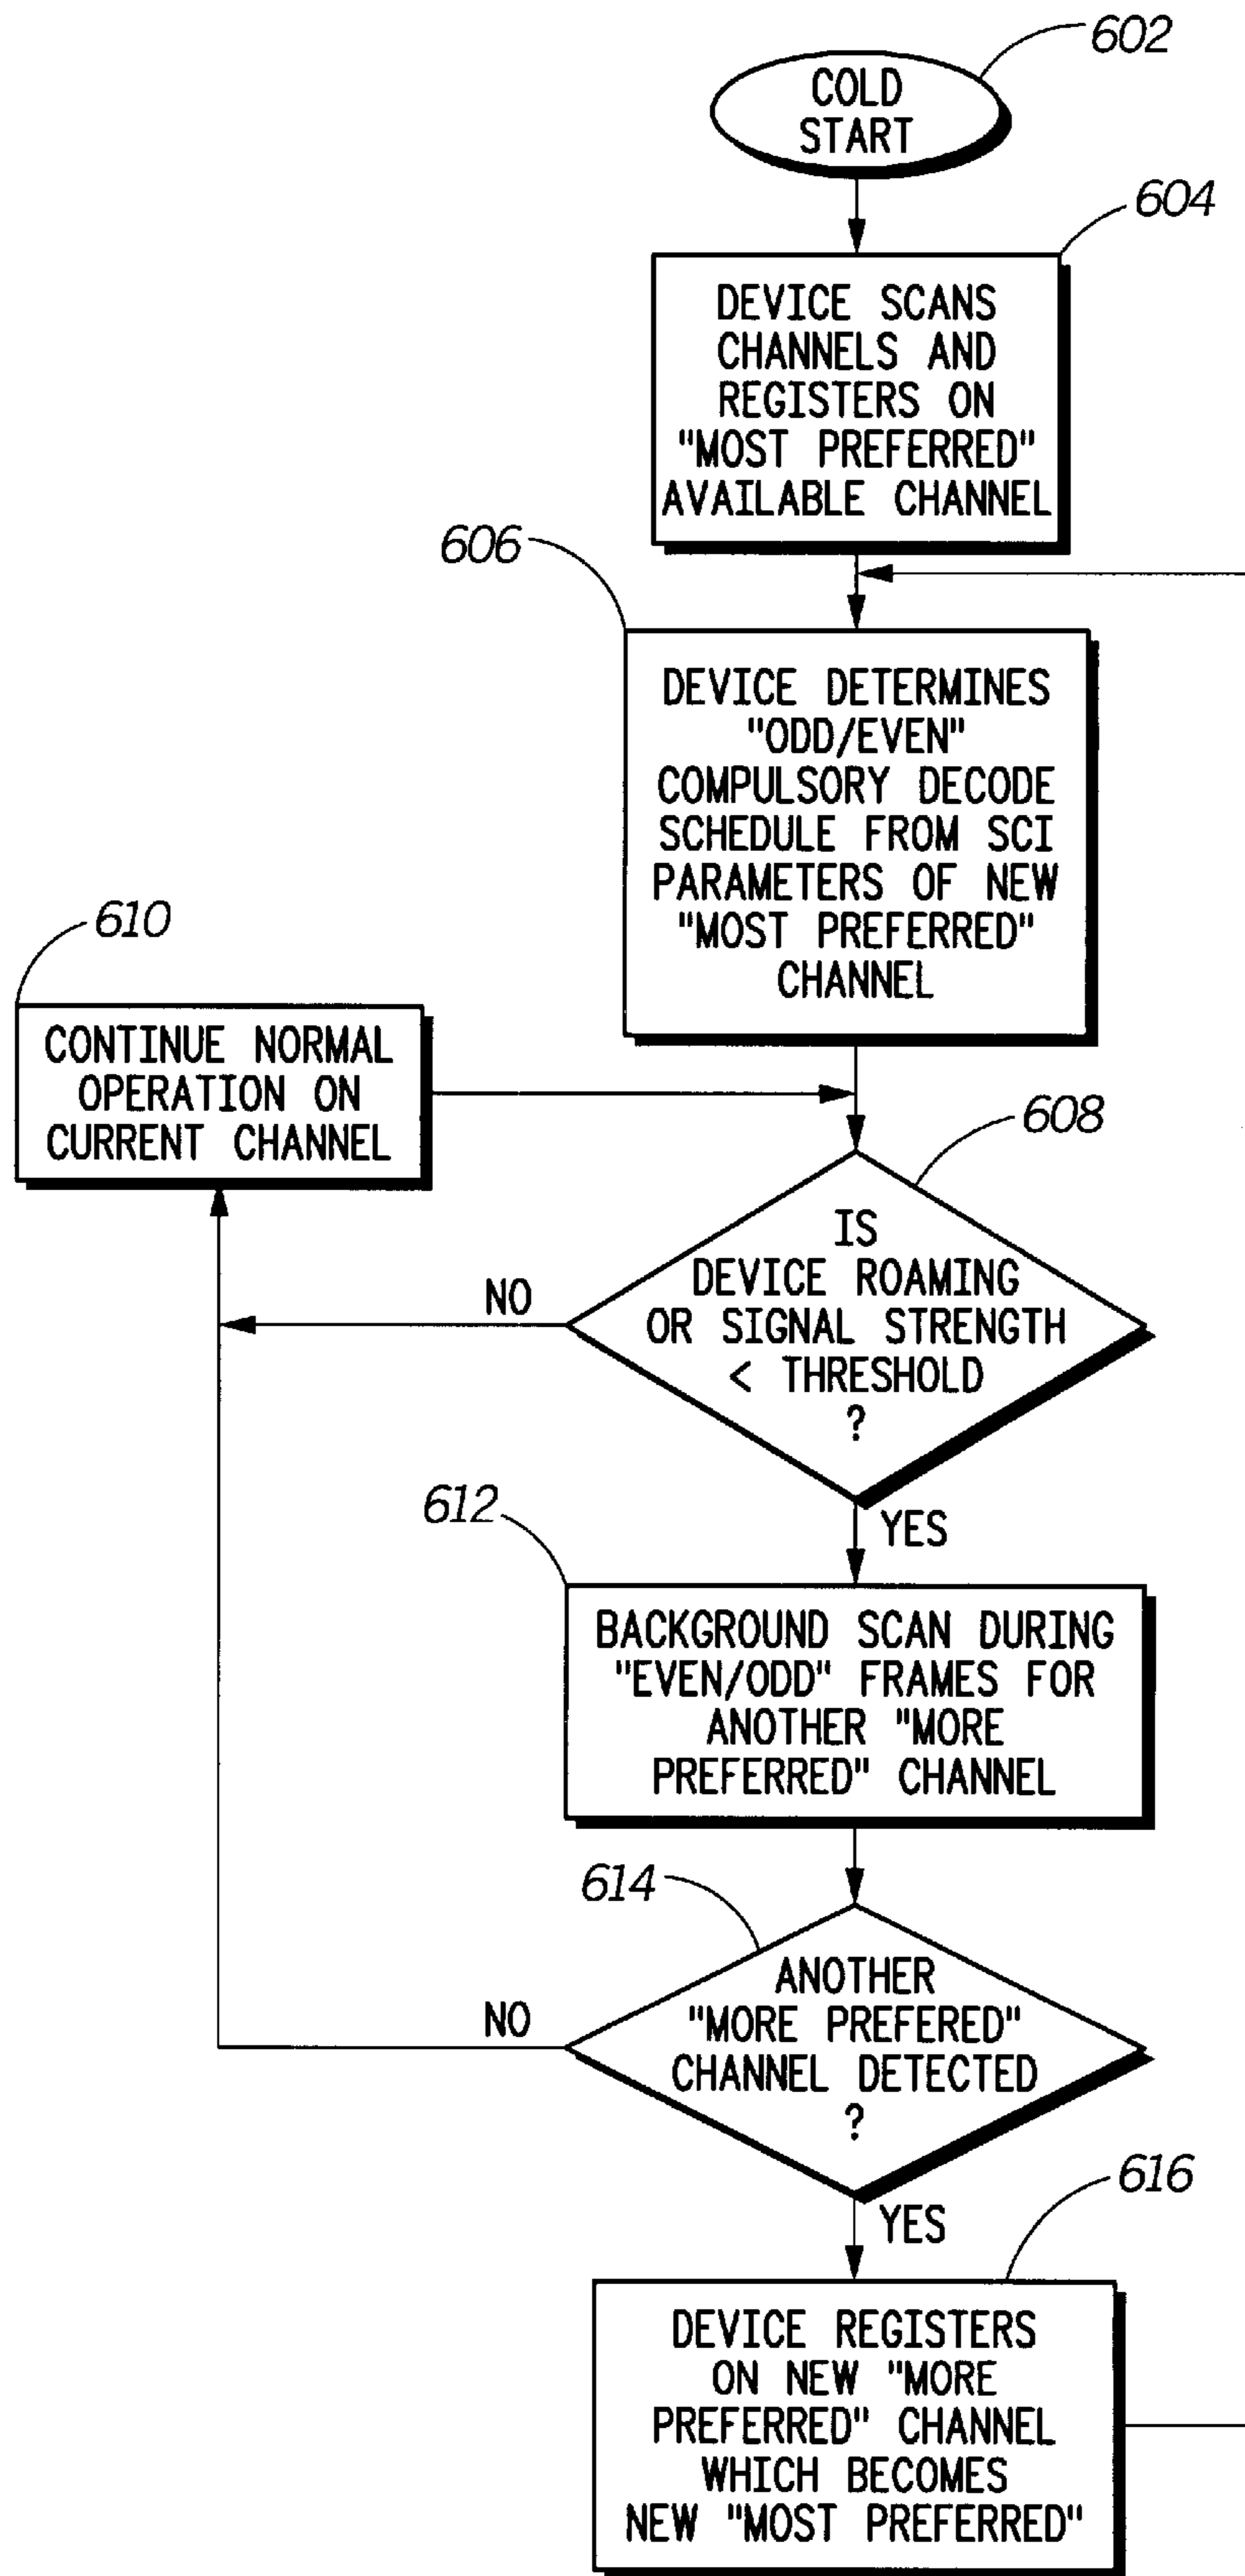 602
COLD
START
604
DEVICE SCANS
CHANNELS AND
REGISTERS ON
"MOST PREFERRED"
AVAILABLE CHANNEL
606
DEVICE DETERMINES
"ODD/EVEN"
COMPULSORY DECODE
SCHEDULE FROM SCI
PARAMETERS OF NEW
"MOST PREFERRED"
CHANNEL
610
CONTINUE NORMAL
OPERATION ON
CURRENT CHANNEL
608
IS
DEVICE ROAMING
OR SIGNAL STRENGTH
< THRESHOLD
?
NO
YES
612
BACKGROUND SCAN DURING
"EVEN/ODD" FRAMES FOR
ANOTHER "MORE
PREFERRED" CHANNEL
614
ANOTHER
"MORE PREFERED"
CHANNEL DETECTED
?
NO
YES
616
DEVICE REGISTERS
ON NEW "MORE
PREFERRED" CHANNEL
WHICH BECOMES
NEW "MOST PREFERRED"